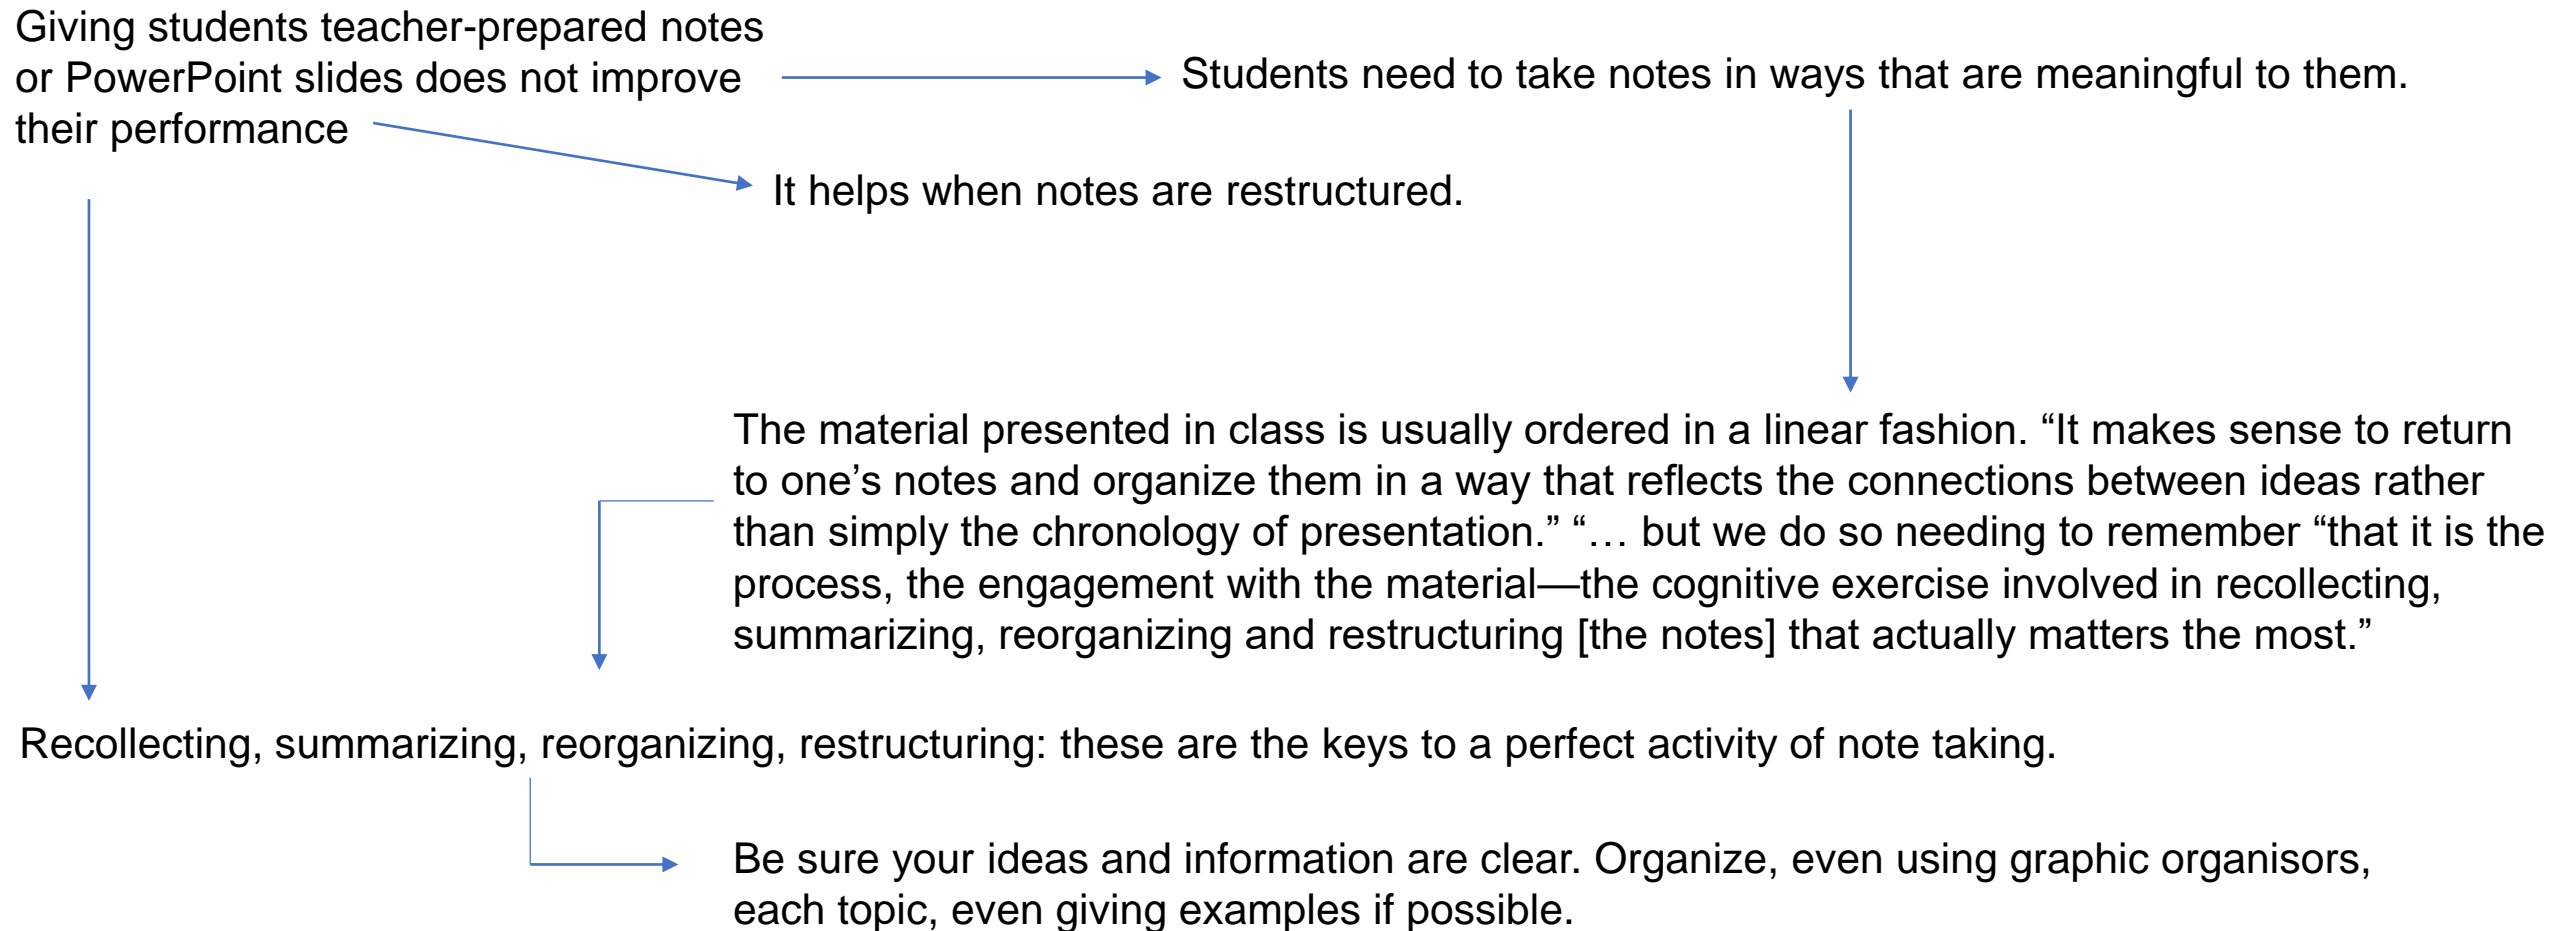 Giving students teacher-prepared notes
or PowerPoint slides does not improve
their performance
Students need to take notes in ways that are meaningful to them.
It helps when notes are restructured.
The material presented in class is usually ordered in a linear fashion. “It makes sense to return
to one’s notes and organize them in a way that reflects the connections between ideas rather
than simply the chronology of presentation.” “… but we do so needing to remember “that it is the
process, the engagement with the material—the cognitive exercise involved in recollecting,
summarizing, reorganizing and restructuring [the notes] that actually matters the most.”
Recollecting, summarizing, reorganizing, restructuring: these are the keys to a perfect activity of note taking.
Be sure your ideas and information are clear. Organize, even using graphic organisors,
each topic, even giving examples if possible.